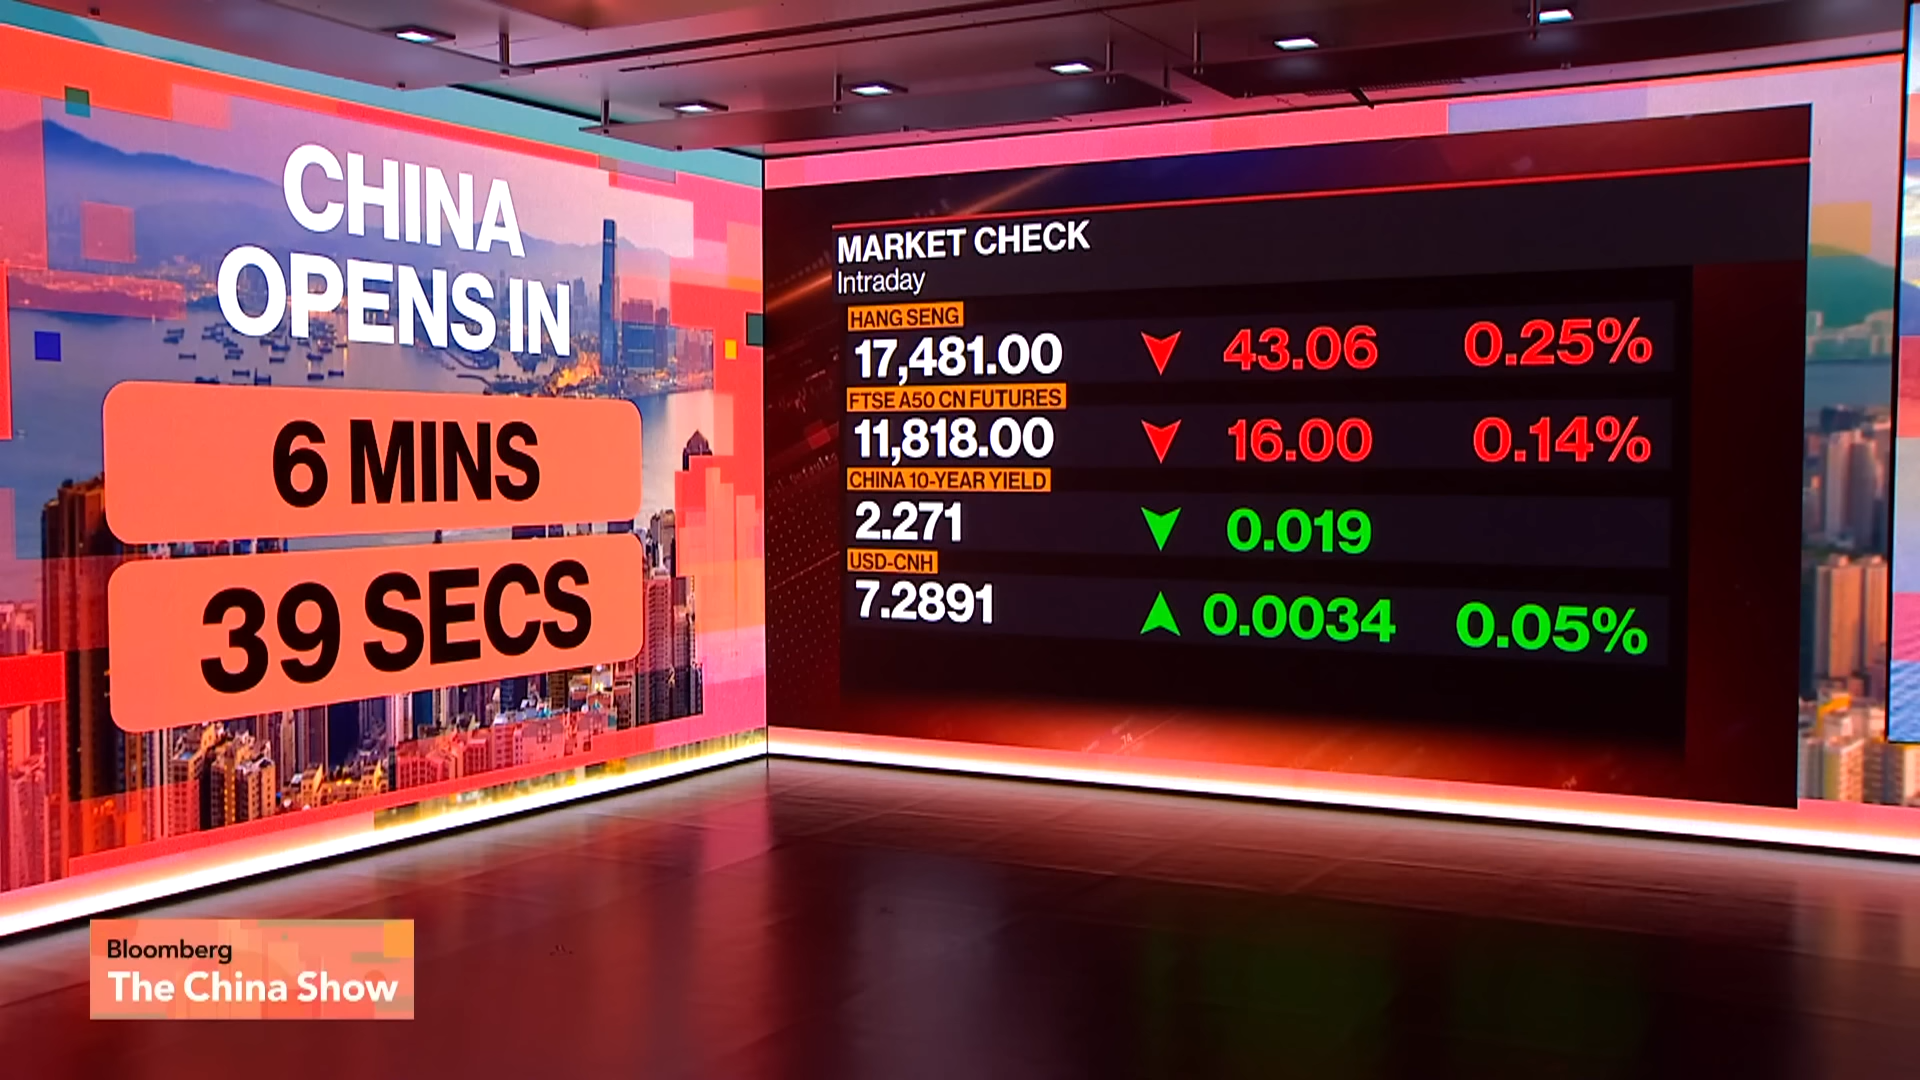 CHINA
OPENS IN
6 MINS
39 SECS
MARKET CHECK
Intraday
HANG SENG
17,481.00 ▼ 43.06 0.25%
FTSE A50 CN FUTURES
11,818.00 ▼ 16.00 0.14%
CHINA 10-YEAR YIELD
2.271 ▼ 0.019
USD-CNH
7.2891 ▲ 0.0034 0.05%
Bloomberg
The China Show